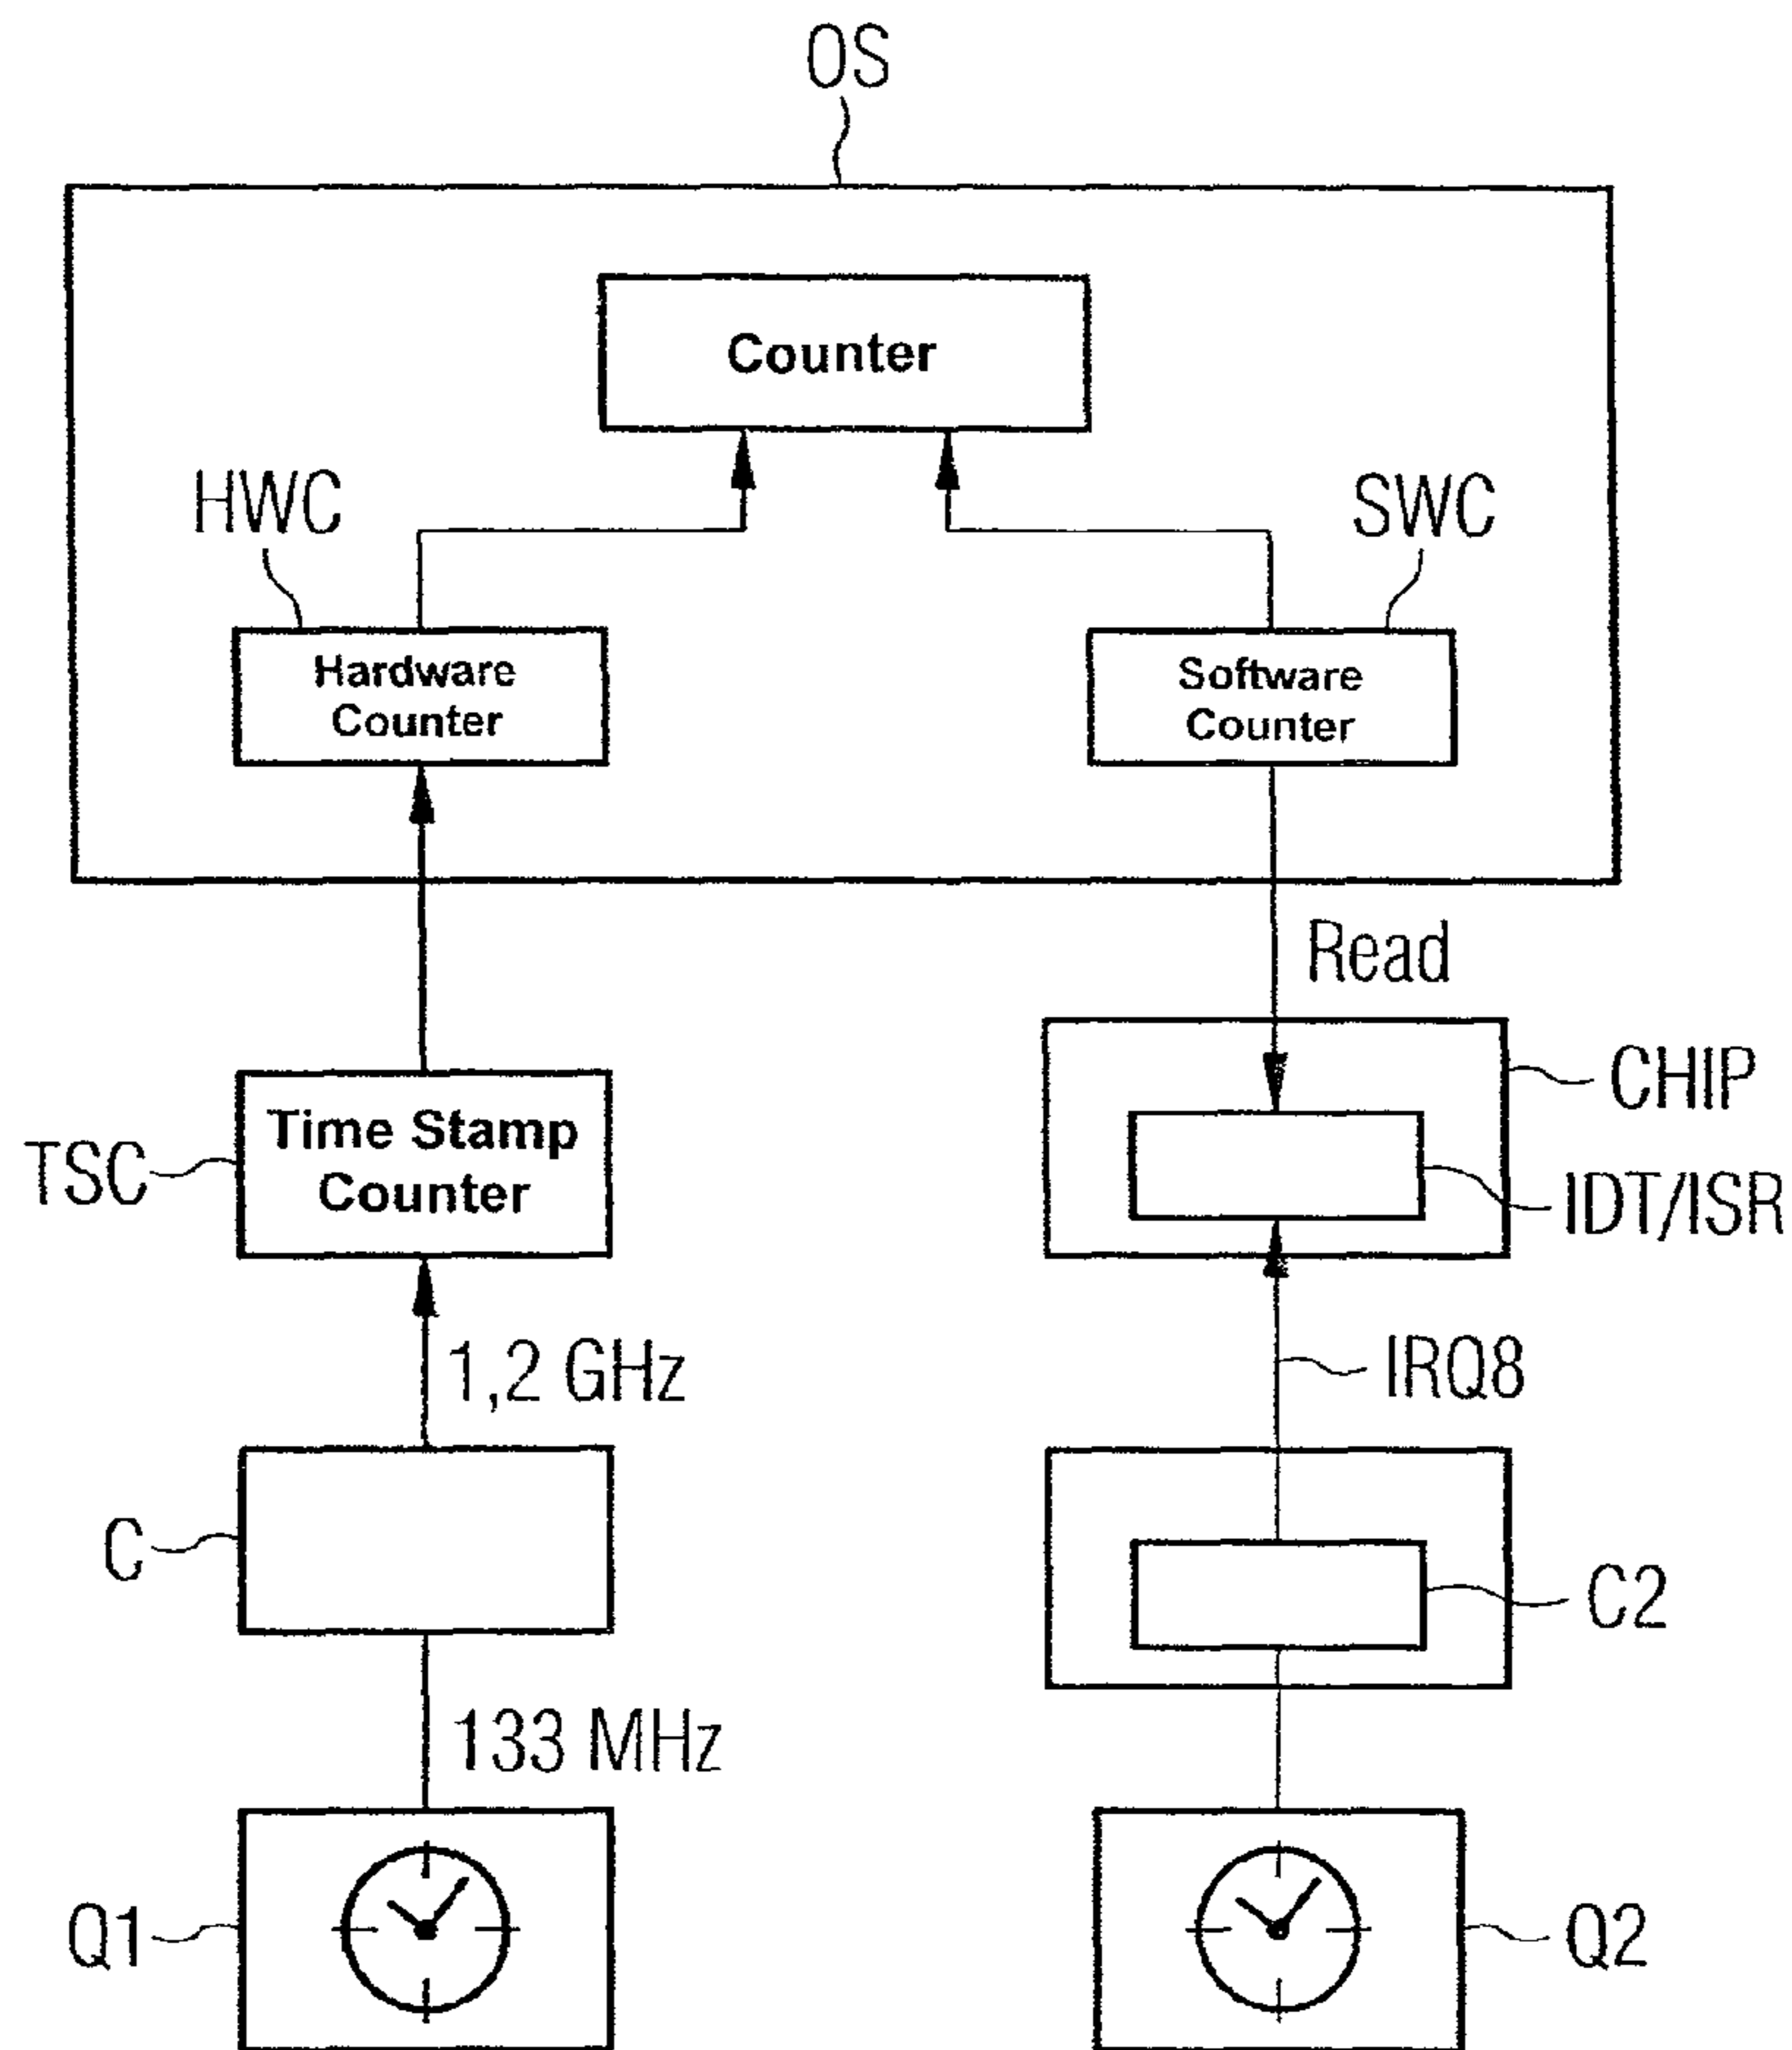 OS
Counter
HWC
SWC
Hardware
Counter
Software
Counter
Read
CHIP
Time Stamp
Counter
TSC
IDT/ISR
1,2 GHz
IRQ8
C
C2
133 MHz
Q1
Q2